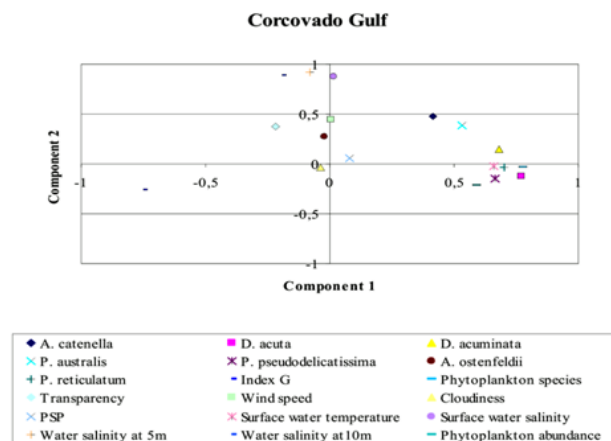 Corcovado Gulf
1
0,5
0
-1 -0,5 0 0,5 1
-0,5
-1
Component 2
Component 1
A. catenella D. acuta D. acuminata
P. australis P. pseudodelicatissima A. ostenfeldii
P. reticulatum Index G Phytoplankton species
Transparency Wind speed Cloudiness
PSP Surface water temperature Surface water salinity
Water salinity at 5m Water salinity at10m Phytoplankton abundance